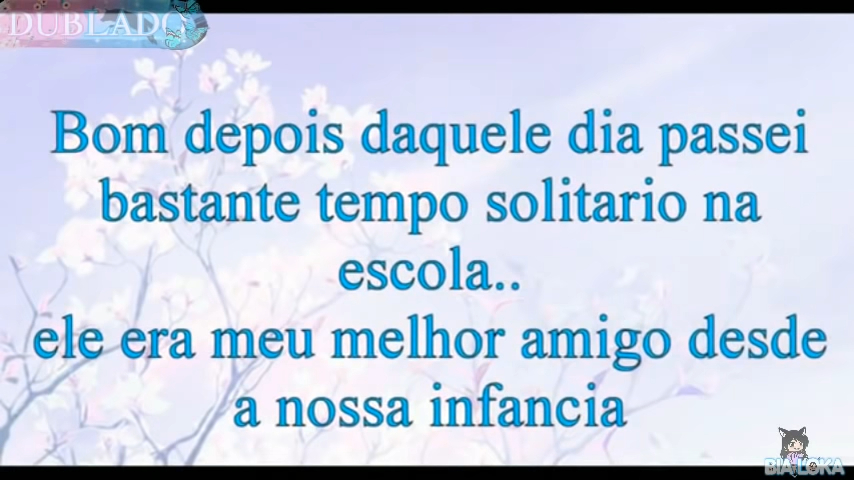 DUBLADO
Bom depois daquele dia passei
bastante tempo solitario na
escola..
ele era meu melhor amigo desde
a nossa infancia
BIA LOKA